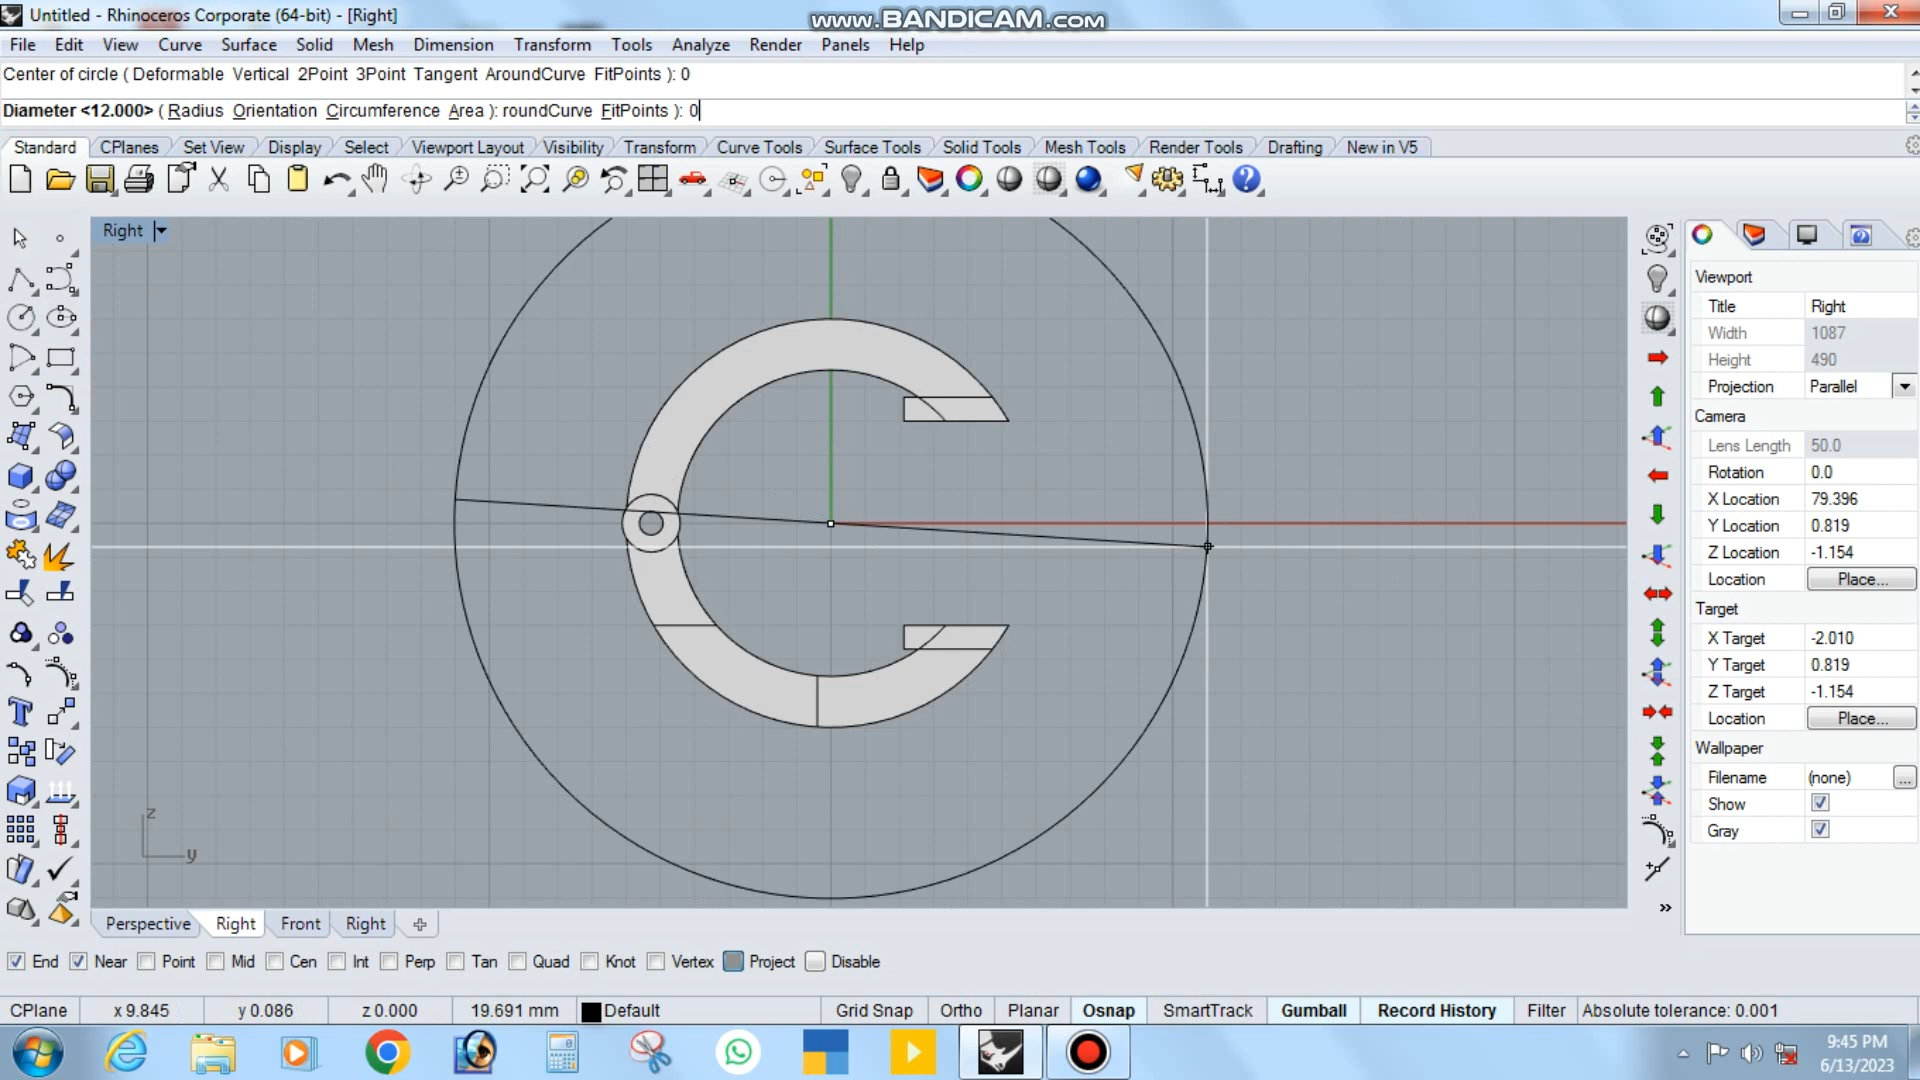 Untitled - Rhinoceros Corporate (64-bit) - [Right]
www.BANDICAM.com
File Edit View Curve Surface Solid Mesh Dimension Transform Tools Analyze Render Panels Help
Center of circle ( Deformable Vertical 2Point 3Point Tangent AroundCurve FitPoints ): 0
Diameter <12.000> ( Radius Orientation Circumference Area ): roundCurve FitPoints ): 0
Standard CPlanes Set View Display Select Viewport Layout Visibility Transform Curve Tools Surface Tools Solid Tools Mesh Tools Render Tools Drafting New in V5
Right
z
y
Viewport
Title Right
Width 1087
Height 490
Projection Parallel
Camera
Lens Length 50.0
Rotation 0.0
X Location 79.396
Y Location 0.819
Z Location -1.154
Location Place...
Target
X Target -2.010
Y Target 0.819
Z Target -1.154
Location Place...
Wallpaper
Filename (none) ...
Show
Gray
Perspective Right Front Right
End Near Point Mid Cen Int Perp Tan Quad Knot Vertex Project Disable
CPlane x 9.845 y 0.086 z 0.000 19.691 mm Default Grid Snap Ortho Planar Osnap SmartTrack Gumball Record History Filter Absolute tolerance: 0.001
9:45 PM
6/13/2023